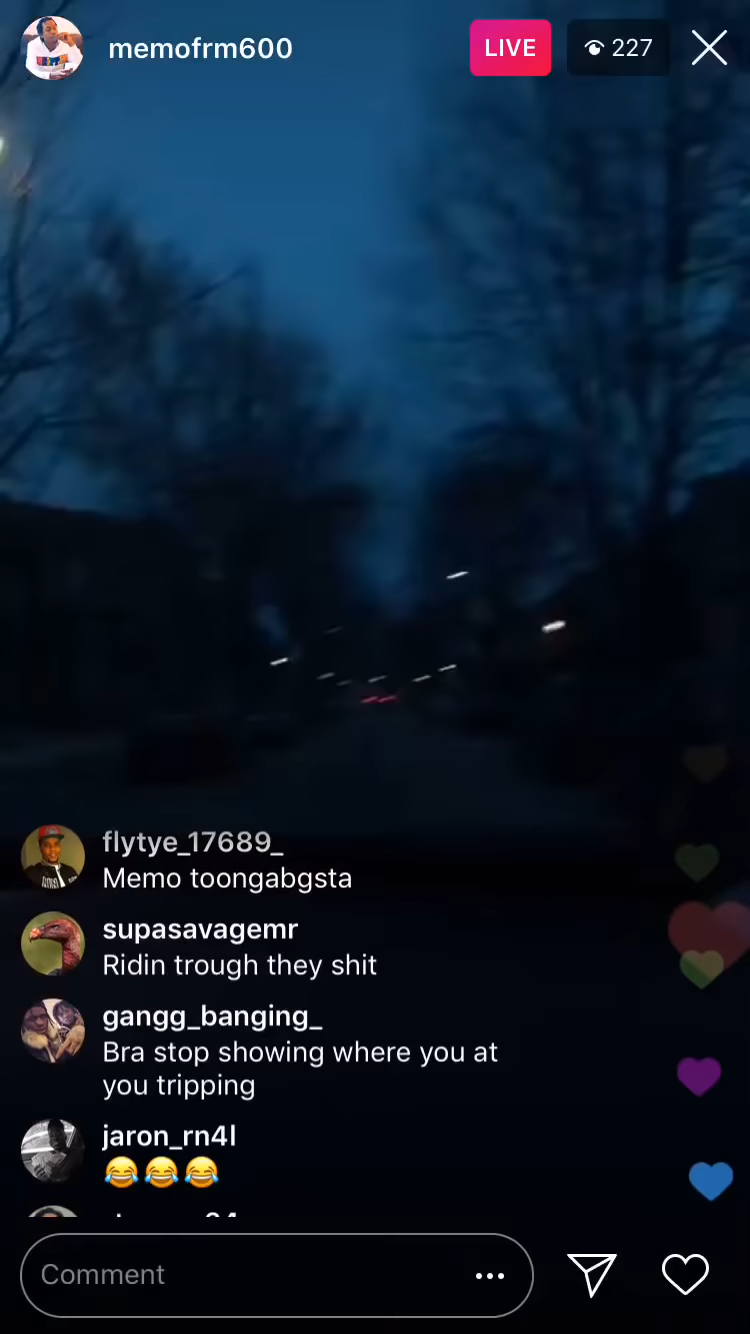 memofrm600
LIVE
227
flytye_17689_
Memo toongabgsta
supasavagemr
Ridin trough they shit
gangg_banging_
Bra stop showing where you at
you tripping
jaron_rn4l
😂😂😂
Comment